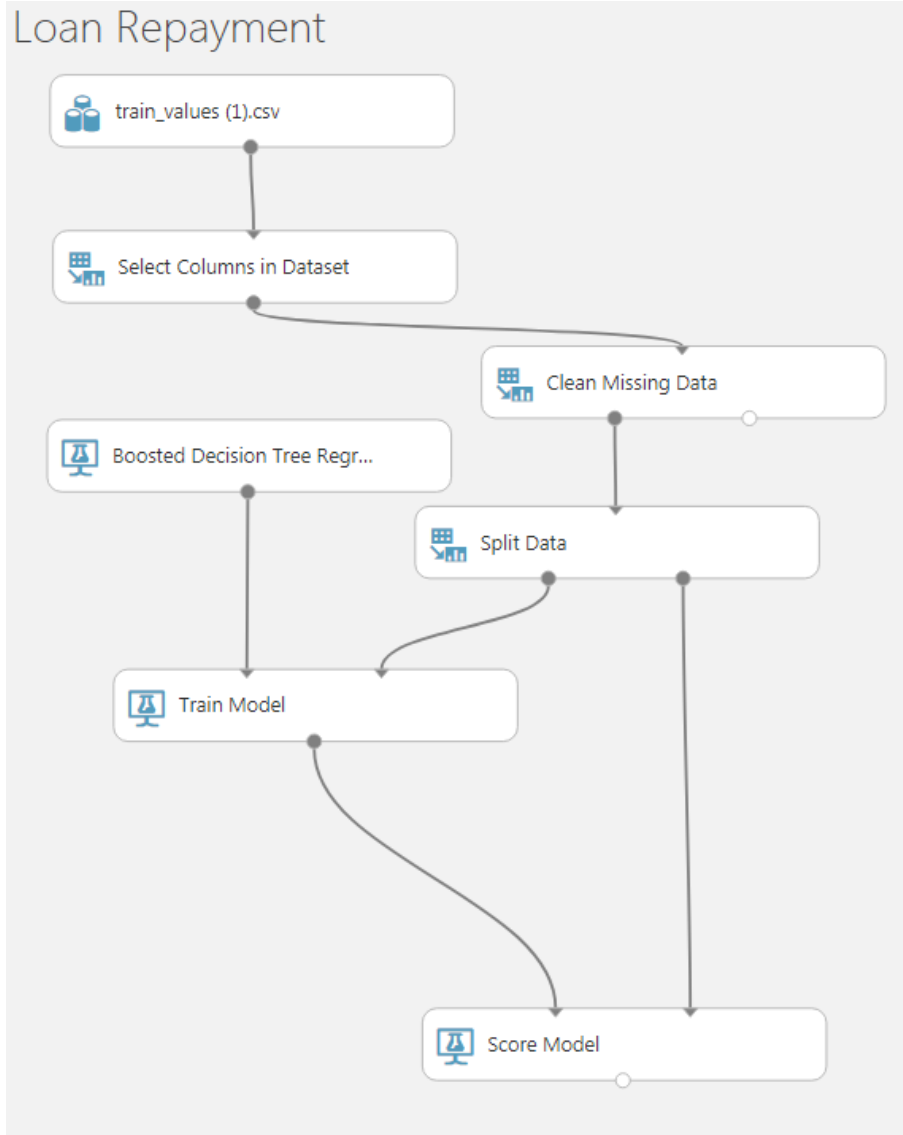 Loan Repayment
train_values (1).csv
Select Columns in Dataset
Clean Missing Data
Boosted Decision Tree Regr...
Split Data
Train Model
Score Model